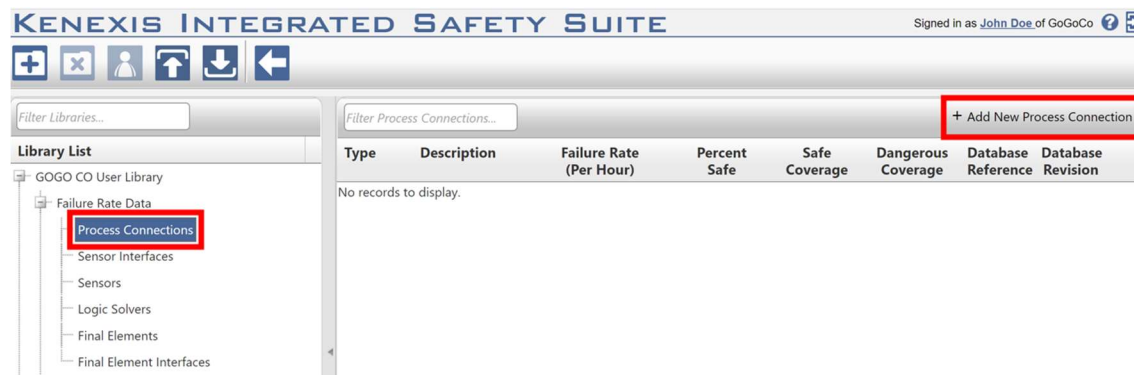 KENEXIS INTEGRATED SAFETY SUITE
Signed in as John Doe of GoGoCo
Filter Libraries...
Filter Process Connections...
+ Add New Process Connection
Library List
Type Description Failure Rate (Per Hour) Percent Safe Safe Coverage Dangerous Coverage Database Reference Database Revision
GOGO CO User Library
No records to display.
Failure Rate Data
Process Connections
Sensor Interfaces
Sensors
Logic Solvers
Final Elements
Final Element Interfaces